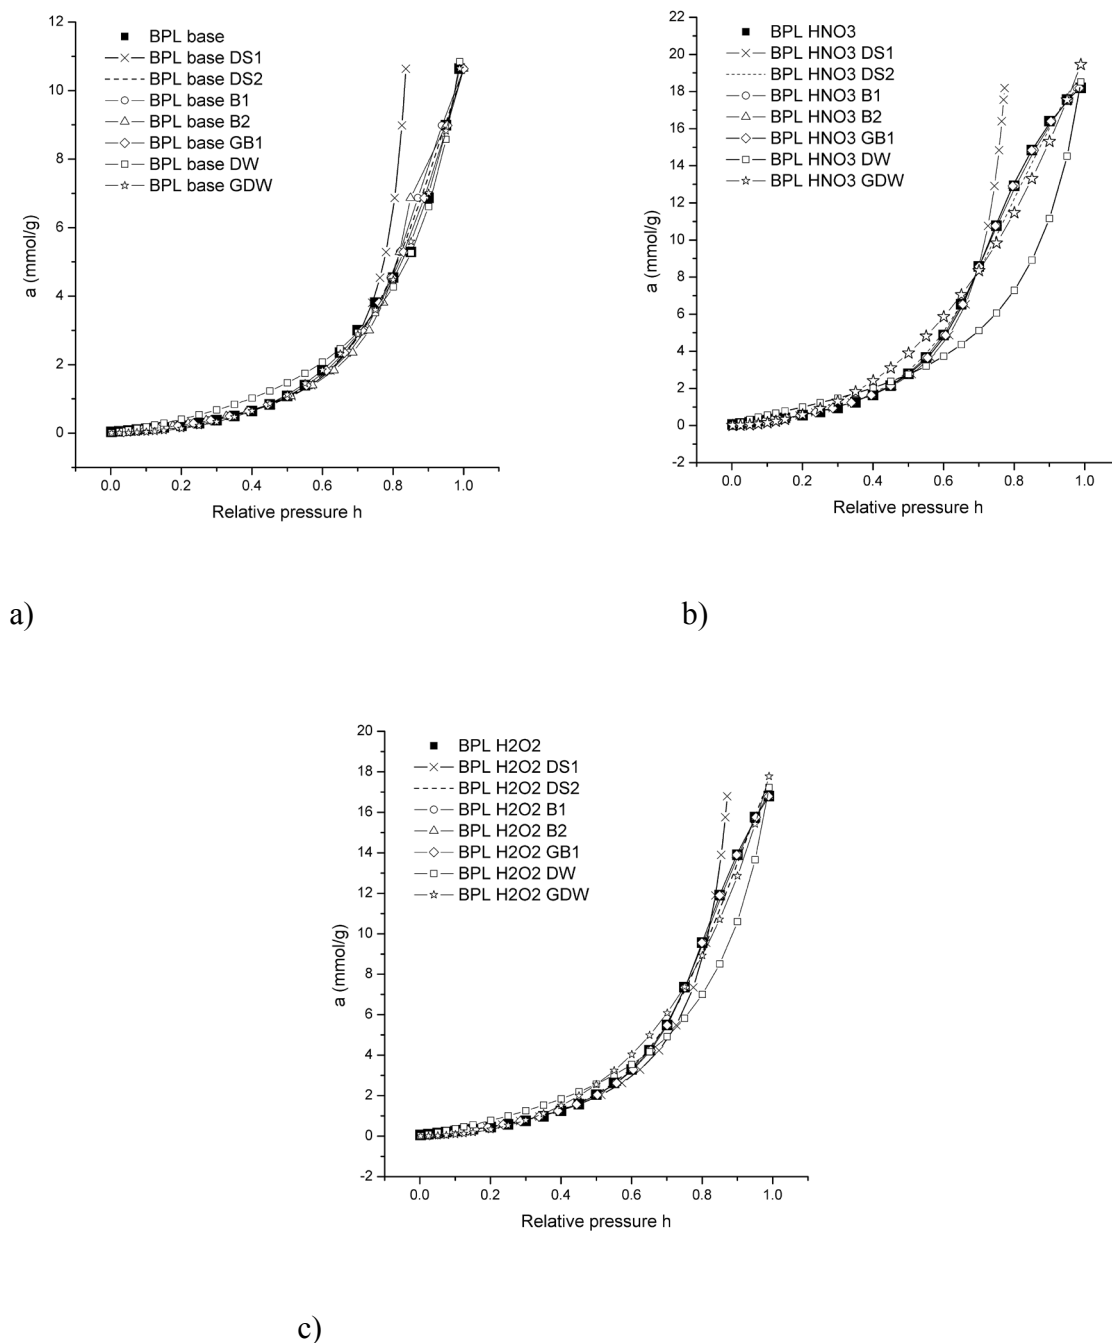 12
10
8
6
4
2
0
a (mmol/g)
BPL base
BPL base DS1
BPL base DS2
BPL base B1
BPL base B2
BPL base GB1
BPL base DW
BPL base GDW
0.0 0.2 0.4 0.6 0.8 1.0
Relative pressure h
a)
22
20
18
16
14
12
10
8
6
4
2
0
-2
a (mmol/g)
BPL HNO3
BPL HNO3 DS1
BPL HNO3 DS2
BPL HNO3 B1
BPL HNO3 B2
BPL HNO3 GB1
BPL HNO3 DW
BPL HNO3 GDW
0.0 0.2 0.4 0.6 0.8 1.0
Relative pressure h
b)
20
18
16
14
12
10
8
6
4
2
0
-2
a (mmol/g)
BPL H2O2
BPL H2O2 DS1
BPL H2O2 DS2
BPL H2O2 B1
BPL H2O2 B2
BPL H2O2 GB1
BPL H2O2 DW
BPL H2O2 GDW
0.0 0.2 0.4 0.6 0.8 1.0
Relative pressure h
c)